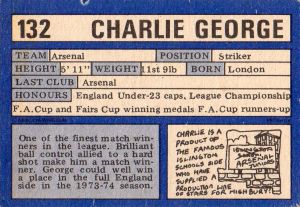 132 CHARLIE GEORGE
TEAM Arsenal POSITION Striker
HEIGHT 5' 11" WEIGHT 11st 9lb BORN London
LAST CLUB Arsenal
HONOURS England Under-23 caps, League Championship
F.A.Cup and Fairs Cup winning medals F.A.Cup runners-up
One of the finest match win-
ners in the league. Brilliant
ball control allied to a hard
shot make him a match
winner. George could well win
a place in the full England
side in the 1973-74 season.
CHARLIE IS A
PRODUCT OF
THE FAMOUS
ISLINGTON
SCHOOLS SIDE
WHO HAVE
SUPPLIED A
PRODUCTION LINE
OF STARS FOR HIGHBURY!
ISLINGTON
ARSENAL